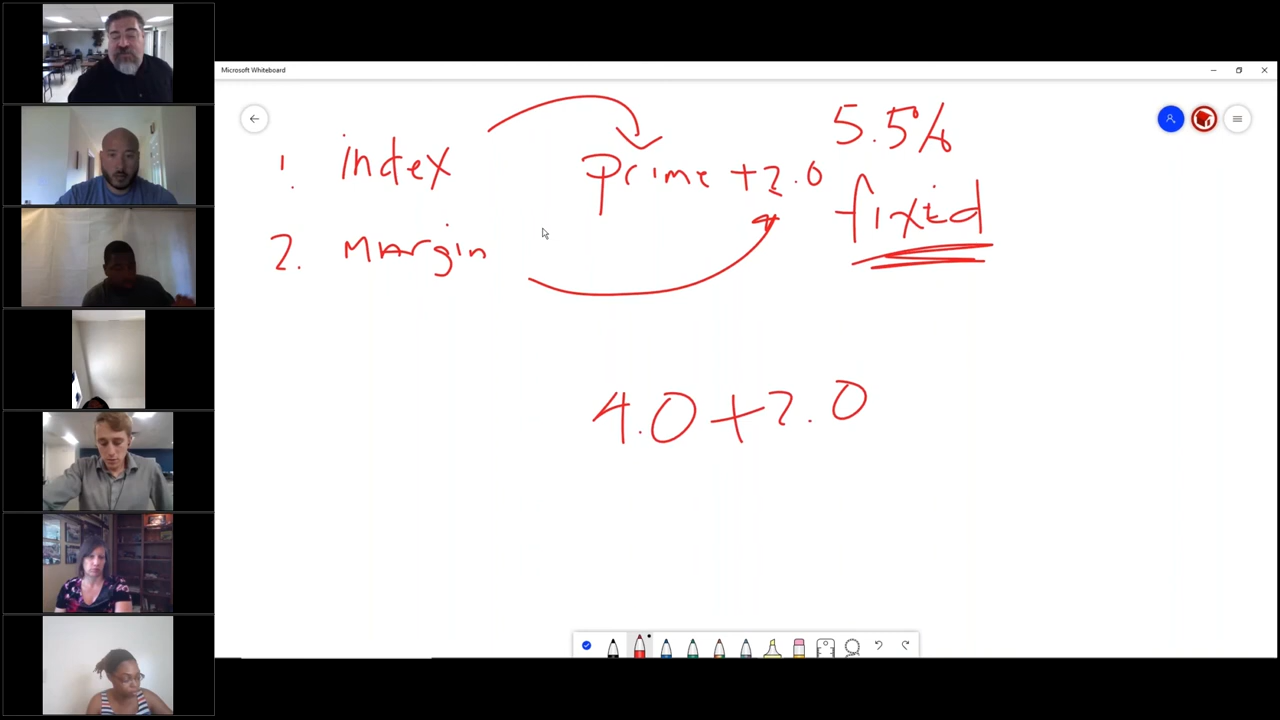 Microsoft Whiteboard
5.5%
1. index
prime +2.0
fixed
2. Margin
4.0+2.0